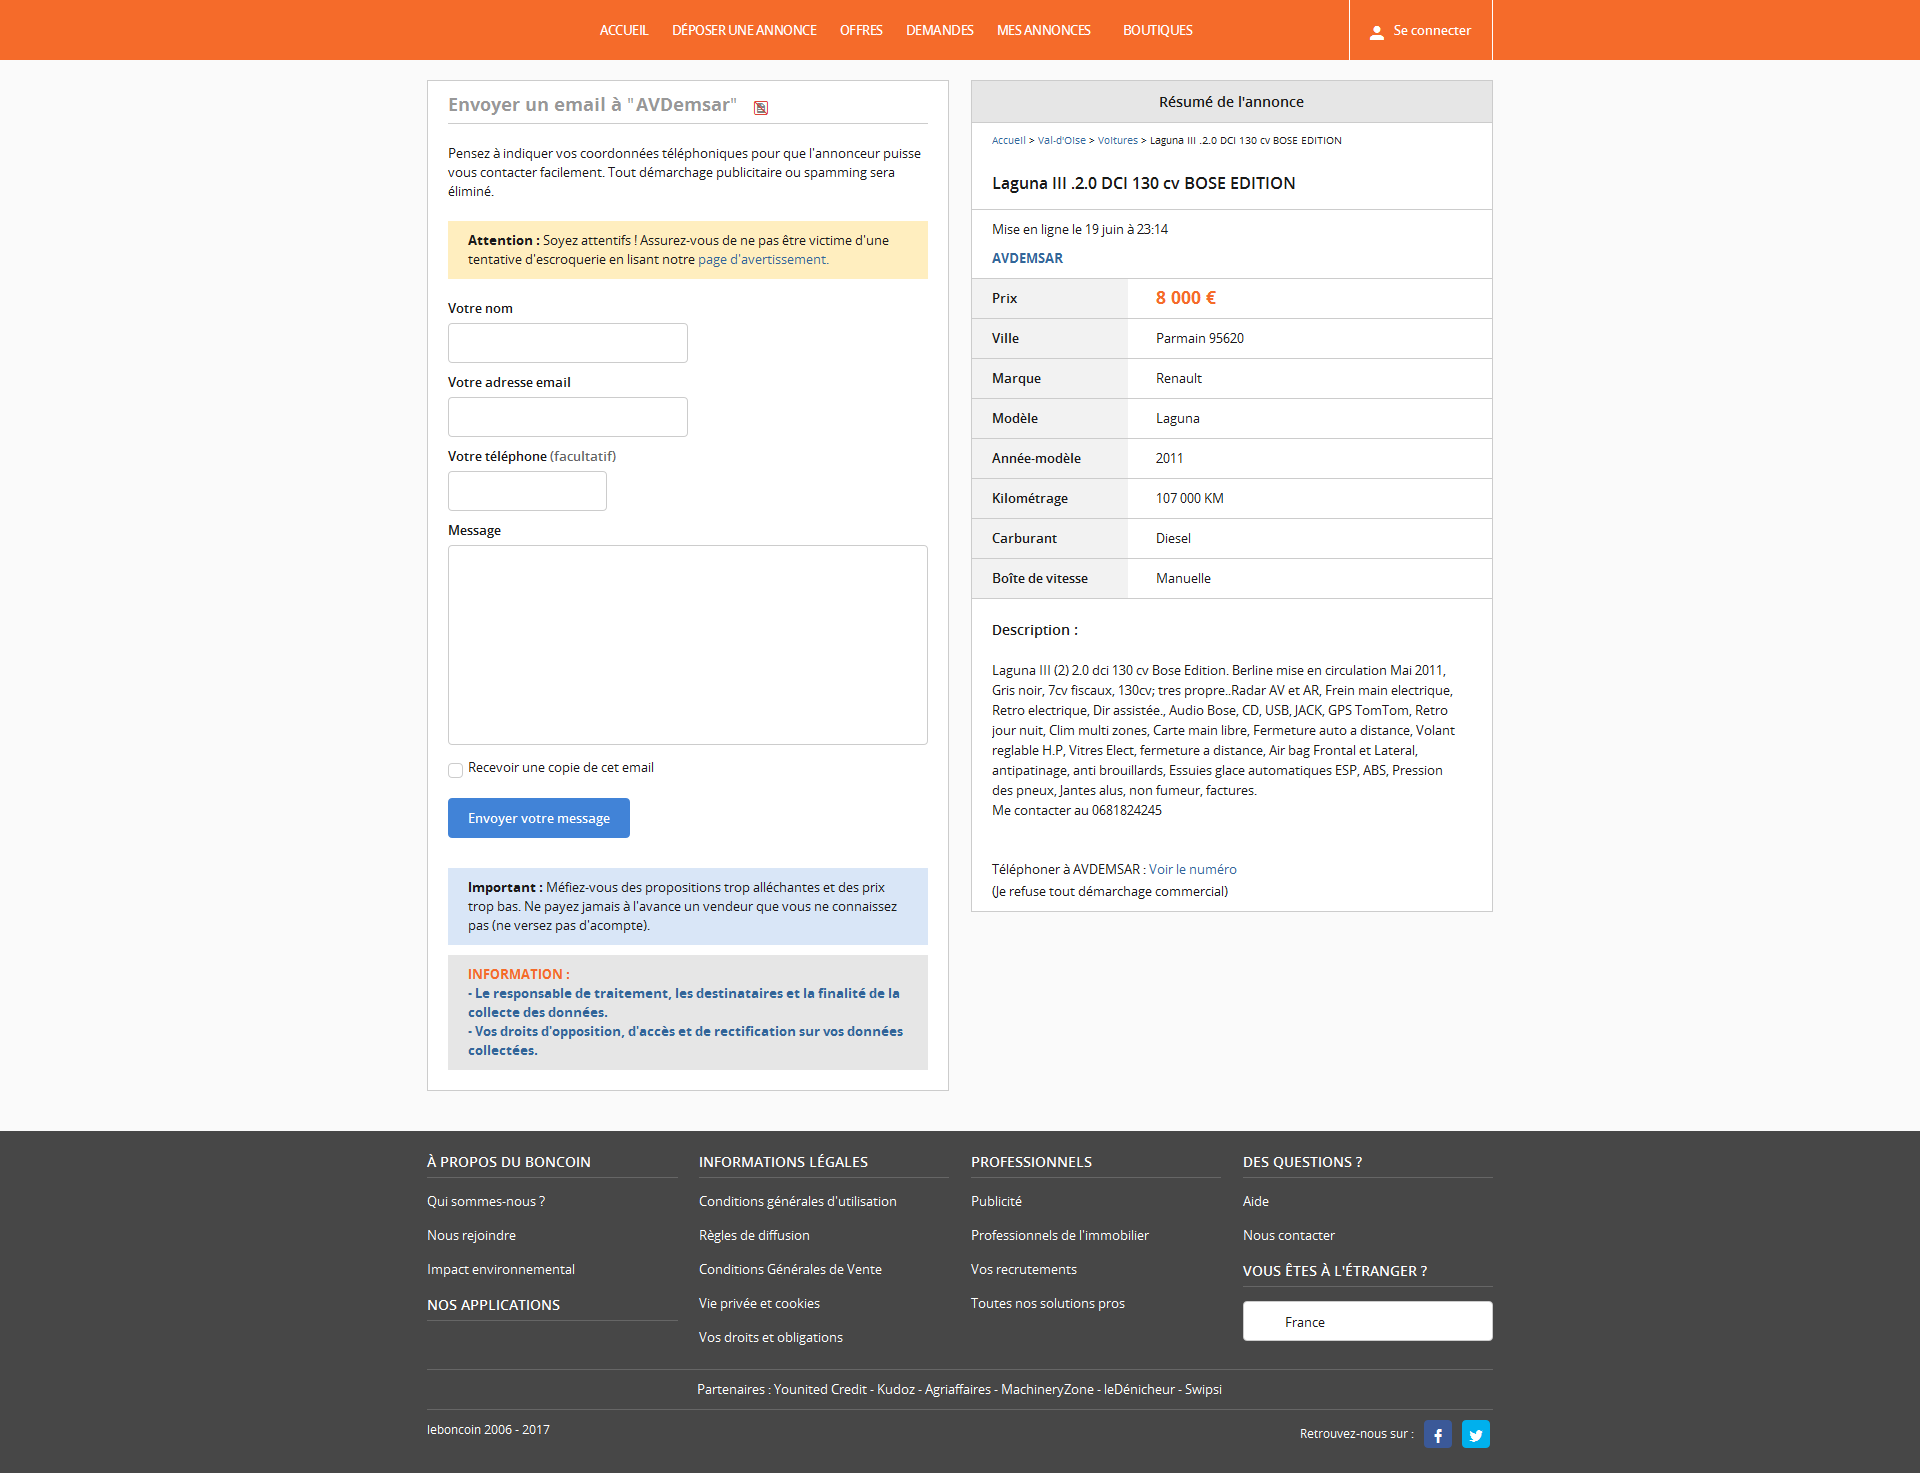 ACCUEIL DÉPOSER UNE ANNONCE OFFRES DEMANDES MES ANNONCES BOUTIQUES Se connecter
Envoyer un email à "AVDemsar"
Pensez à indiquer vos coordonnées téléphoniques pour que l'annonceur puisse
vous contacter facilement. Tout démarchage publicitaire ou spamming sera
éliminé.
Attention : Soyez attentifs ! Assurez-vous de ne pas être victime d'une
tentative d'escroquerie en lisant notre page d'avertissement.
Votre nom
Votre adresse email
Votre téléphone (facultatif)
Message
Recevoir une copie de cet email
Envoyer votre message
Important : Méfiez-vous des propositions trop alléchantes et des prix
trop bas. Ne payez jamais à l'avance un vendeur que vous ne connaissez
pas (ne versez pas d'acompte).
INFORMATION :
- Le responsable de traitement, les destinataires et la finalité de la
collecte des données.
- Vos droits d'opposition, d'accès et de rectification sur vos données
collectées.
Résumé de l'annonce
Accueil > Val-d'Oise > Voitures > Laguna III .2.0 DCI 130 cv BOSE EDITION
Laguna III .2.0 DCI 130 cv BOSE EDITION
Mise en ligne le 19 juin à 23:14
AVDEMSAR
Prix 8 000 €
Ville Parmain 95620
Marque Renault
Modèle Laguna
Année-modèle 2011
Kilométrage 107 000 KM
Carburant Diesel
Boîte de vitesse Manuelle
Description :
Laguna III (2) 2.0 dci 130 cv Bose Edition. Berline mise en circulation Mai 2011,
Gris noir, 7cv fiscaux, 130cv; tres propre..Radar AV et AR, Frein main electrique,
Retro electrique, Dir assistée., Audio Bose, CD, USB, JACK, GPS TomTom, Retro
jour nuit, Clim multi zones, Carte main libre, Fermeture auto a distance, Volant
reglable H.P, Vitres Elect, fermeture a distance, Air bag Frontal et Lateral,
antipatinage, anti brouillards, Essuies glace automatiques ESP, ABS, Pression
des pneux, Jantes alus, non fumeur, factures.
Me contacter au 0681824245
Téléphoner à AVDEMSAR : Voir le numéro
(Je refuse tout démarchage commercial)
À PROPOS DU BONCOIN
Qui sommes-nous ?
Nous rejoindre
Impact environnemental
NOS APPLICATIONS
INFORMATIONS LÉGALES
Conditions générales d'utilisation
Règles de diffusion
Conditions Générales de Vente
Vie privée et cookies
Vos droits et obligations
PROFESSIONNELS
Publicité
Professionnels de l'immobilier
Vos recrutements
Toutes nos solutions pros
DES QUESTIONS ?
Aide
Nous contacter
VOUS ÊTES À L'ÉTRANGER ?
France
Partenaires : Younited Credit - Kudoz - Agriaffaires - MachineryZone - leDénicheur - Swipsi
leboncoin 2006 - 2017
Retrouvez-nous sur :